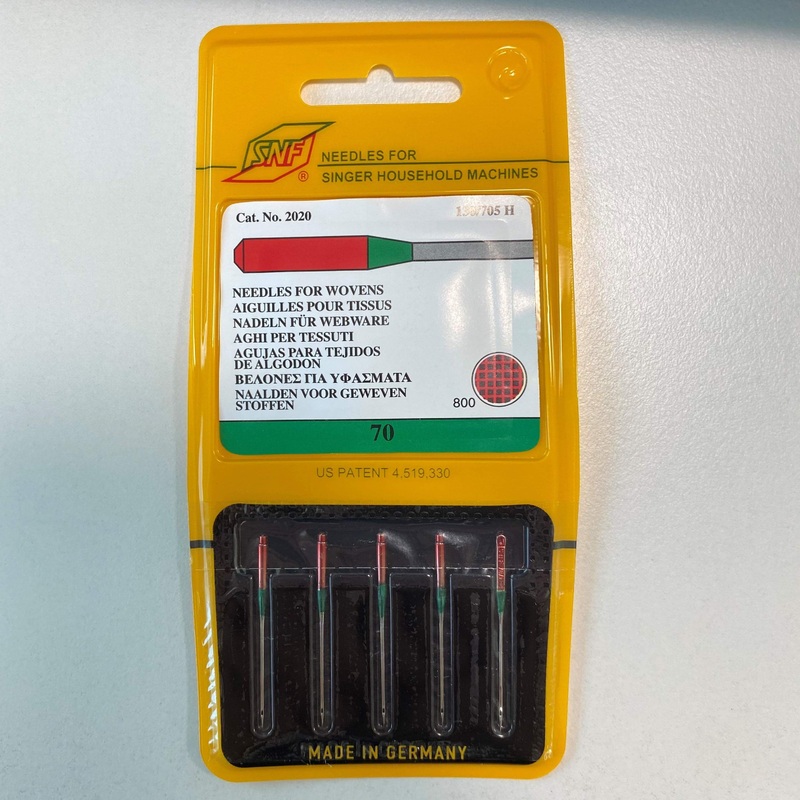 SNF
®
NEEDLES FOR
SINGER HOUSEHOLD MACHINES
Cat. No. 2020
130/705 H
NEEDLES FOR WOVENS
AIGUILLES POUR TISSUS
NADELN FÜR WEBWARE
AGHI PER TESSUTI
AGUJAS PARA TEJIDOS
DE ALGODON
ΒΕΛΟΝΕΣ ΓΙΑ ΥΦΑΣΜΑΤΑ
NAALDEN VOOR GEWEVEN
STOFFEN
800
70
US PATENT 4,519,330
MADE IN GERMANY